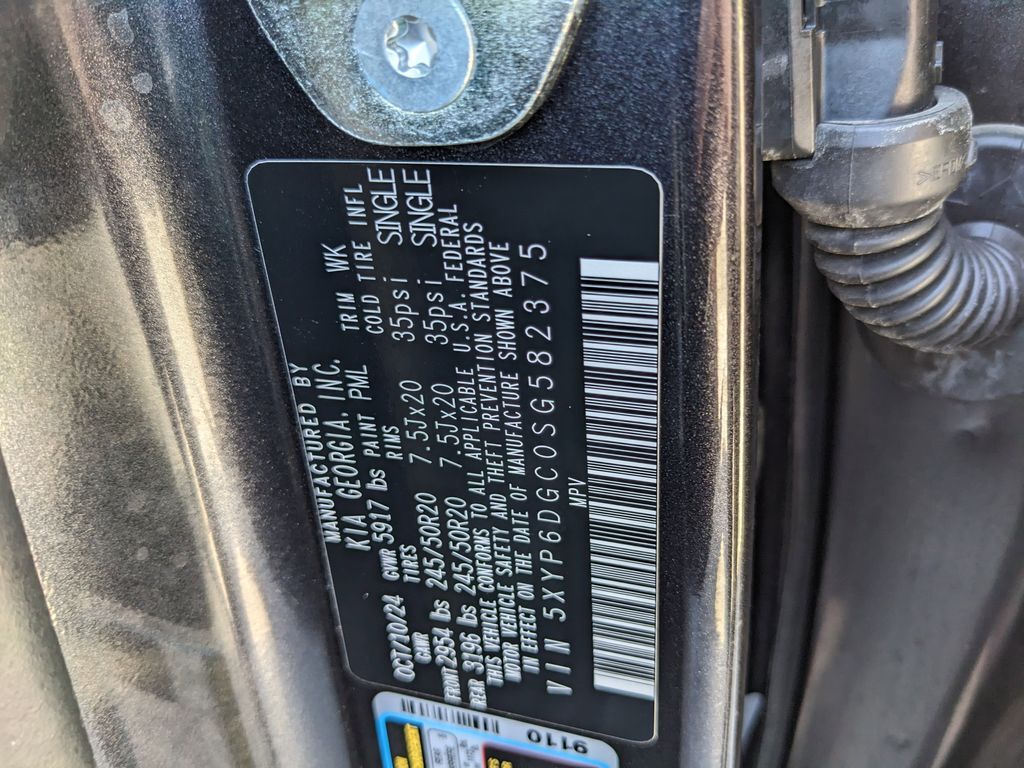 MANUFACTURED BY
KIA GEORGIA. INC.
OCT/10/24 GVWR 5917 lbs PAINT PML TRIM WK
GAWR TIRES RIMS COLD TIRE INFL
FRONT 2954 lbs 245/50R20 7.5Jx20 35psi SINGLE
REAR 3196 lbs 245/50R20 7.5Jx20 35psi SINGLE
THIS VEHICLE CONFORMS TO ALL APPLICABLE U.S.A. FEDERAL
MOTOR VEHICLE SAFETY AND THEFT PREVENTION STANDARDS
IN EFFECT ON THE DATE OF MANUFACTURE SHOWN ABOVE
VIN 5XYP6DGC0SG582375
MPV
9110